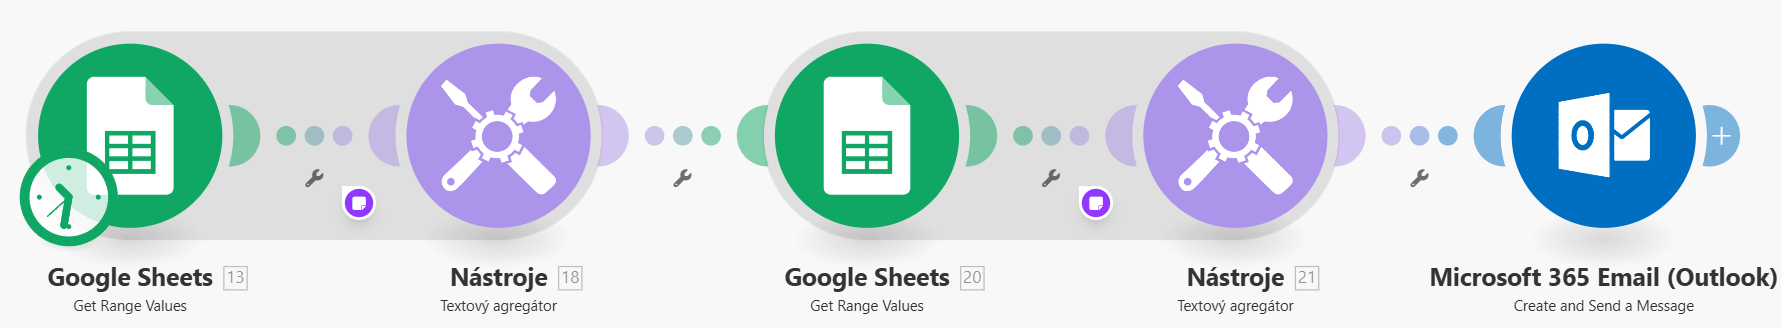 Google Sheets 13
Get Range Values
Nástroje 18
Textový agregátor
Google Sheets 20
Get Range Values
Nástroje 21
Textový agregátor
Microsoft 365 Email (Outlook)
Create and Send a Message